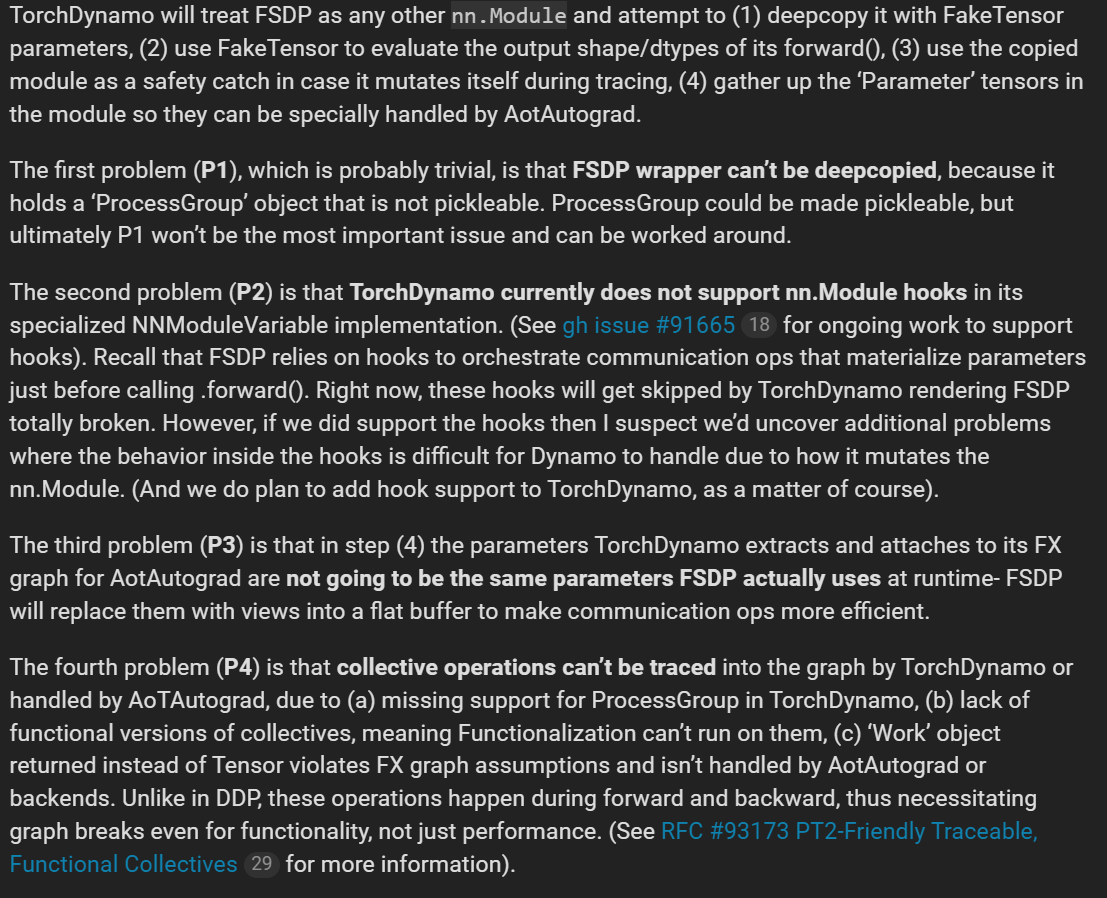 TorchDynamo will treat FSDP as any other nn.Module and attempt to (1) deepcopy it with FakeTensor
parameters, (2) use FakeTensor to evaluate the output shape/dtypes of its forward(), (3) use the copied
module as a safety catch in case it mutates itself during tracing, (4) gather up the ‘Parameter’ tensors in
the module so they can be specially handled by AotAutograd.
The first problem (P1), which is probably trivial, is that FSDP wrapper can’t be deepcopied, because it
holds a ‘ProcessGroup’ object that is not pickleable. ProcessGroup could be made pickleable, but
ultimately P1 won’t be the most important issue and can be worked around.
The second problem (P2) is that TorchDynamo currently does not support nn.Module hooks in its
specialized NNModuleVariable implementation. (See gh issue #91665 18 for ongoing work to support
hooks). Recall that FSDP relies on hooks to orchestrate communication ops that materialize parameters
just before calling .forward(). Right now, these hooks will get skipped by TorchDynamo rendering FSDP
totally broken. However, if we did support the hooks then I suspect we’d uncover additional problems
where the behavior inside the hooks is difficult for Dynamo to handle due to how it mutates the
nn.Module. (And we do plan to add hook support to TorchDynamo, as a matter of course).
The third problem (P3) is that in step (4) the parameters TorchDynamo extracts and attaches to its FX
graph for AotAutograd are not going to be the same parameters FSDP actually uses at runtime- FSDP
will replace them with views into a flat buffer to make communication ops more efficient.
The fourth problem (P4) is that collective operations can’t be traced into the graph by TorchDynamo or
handled by AoTAutograd, due to (a) missing support for ProcessGroup in TorchDynamo, (b) lack of
functional versions of collectives, meaning Functionalization can’t run on them, (c) ‘Work’ object
returned instead of Tensor violates FX graph assumptions and isn’t handled by AotAutograd or
backends. Unlike in DDP, these operations happen during forward and backward, thus necessitating
graph breaks even for functionality, not just performance. (See RFC #93173 PT2-Friendly Traceable,
Functional Collectives 29 for more information).